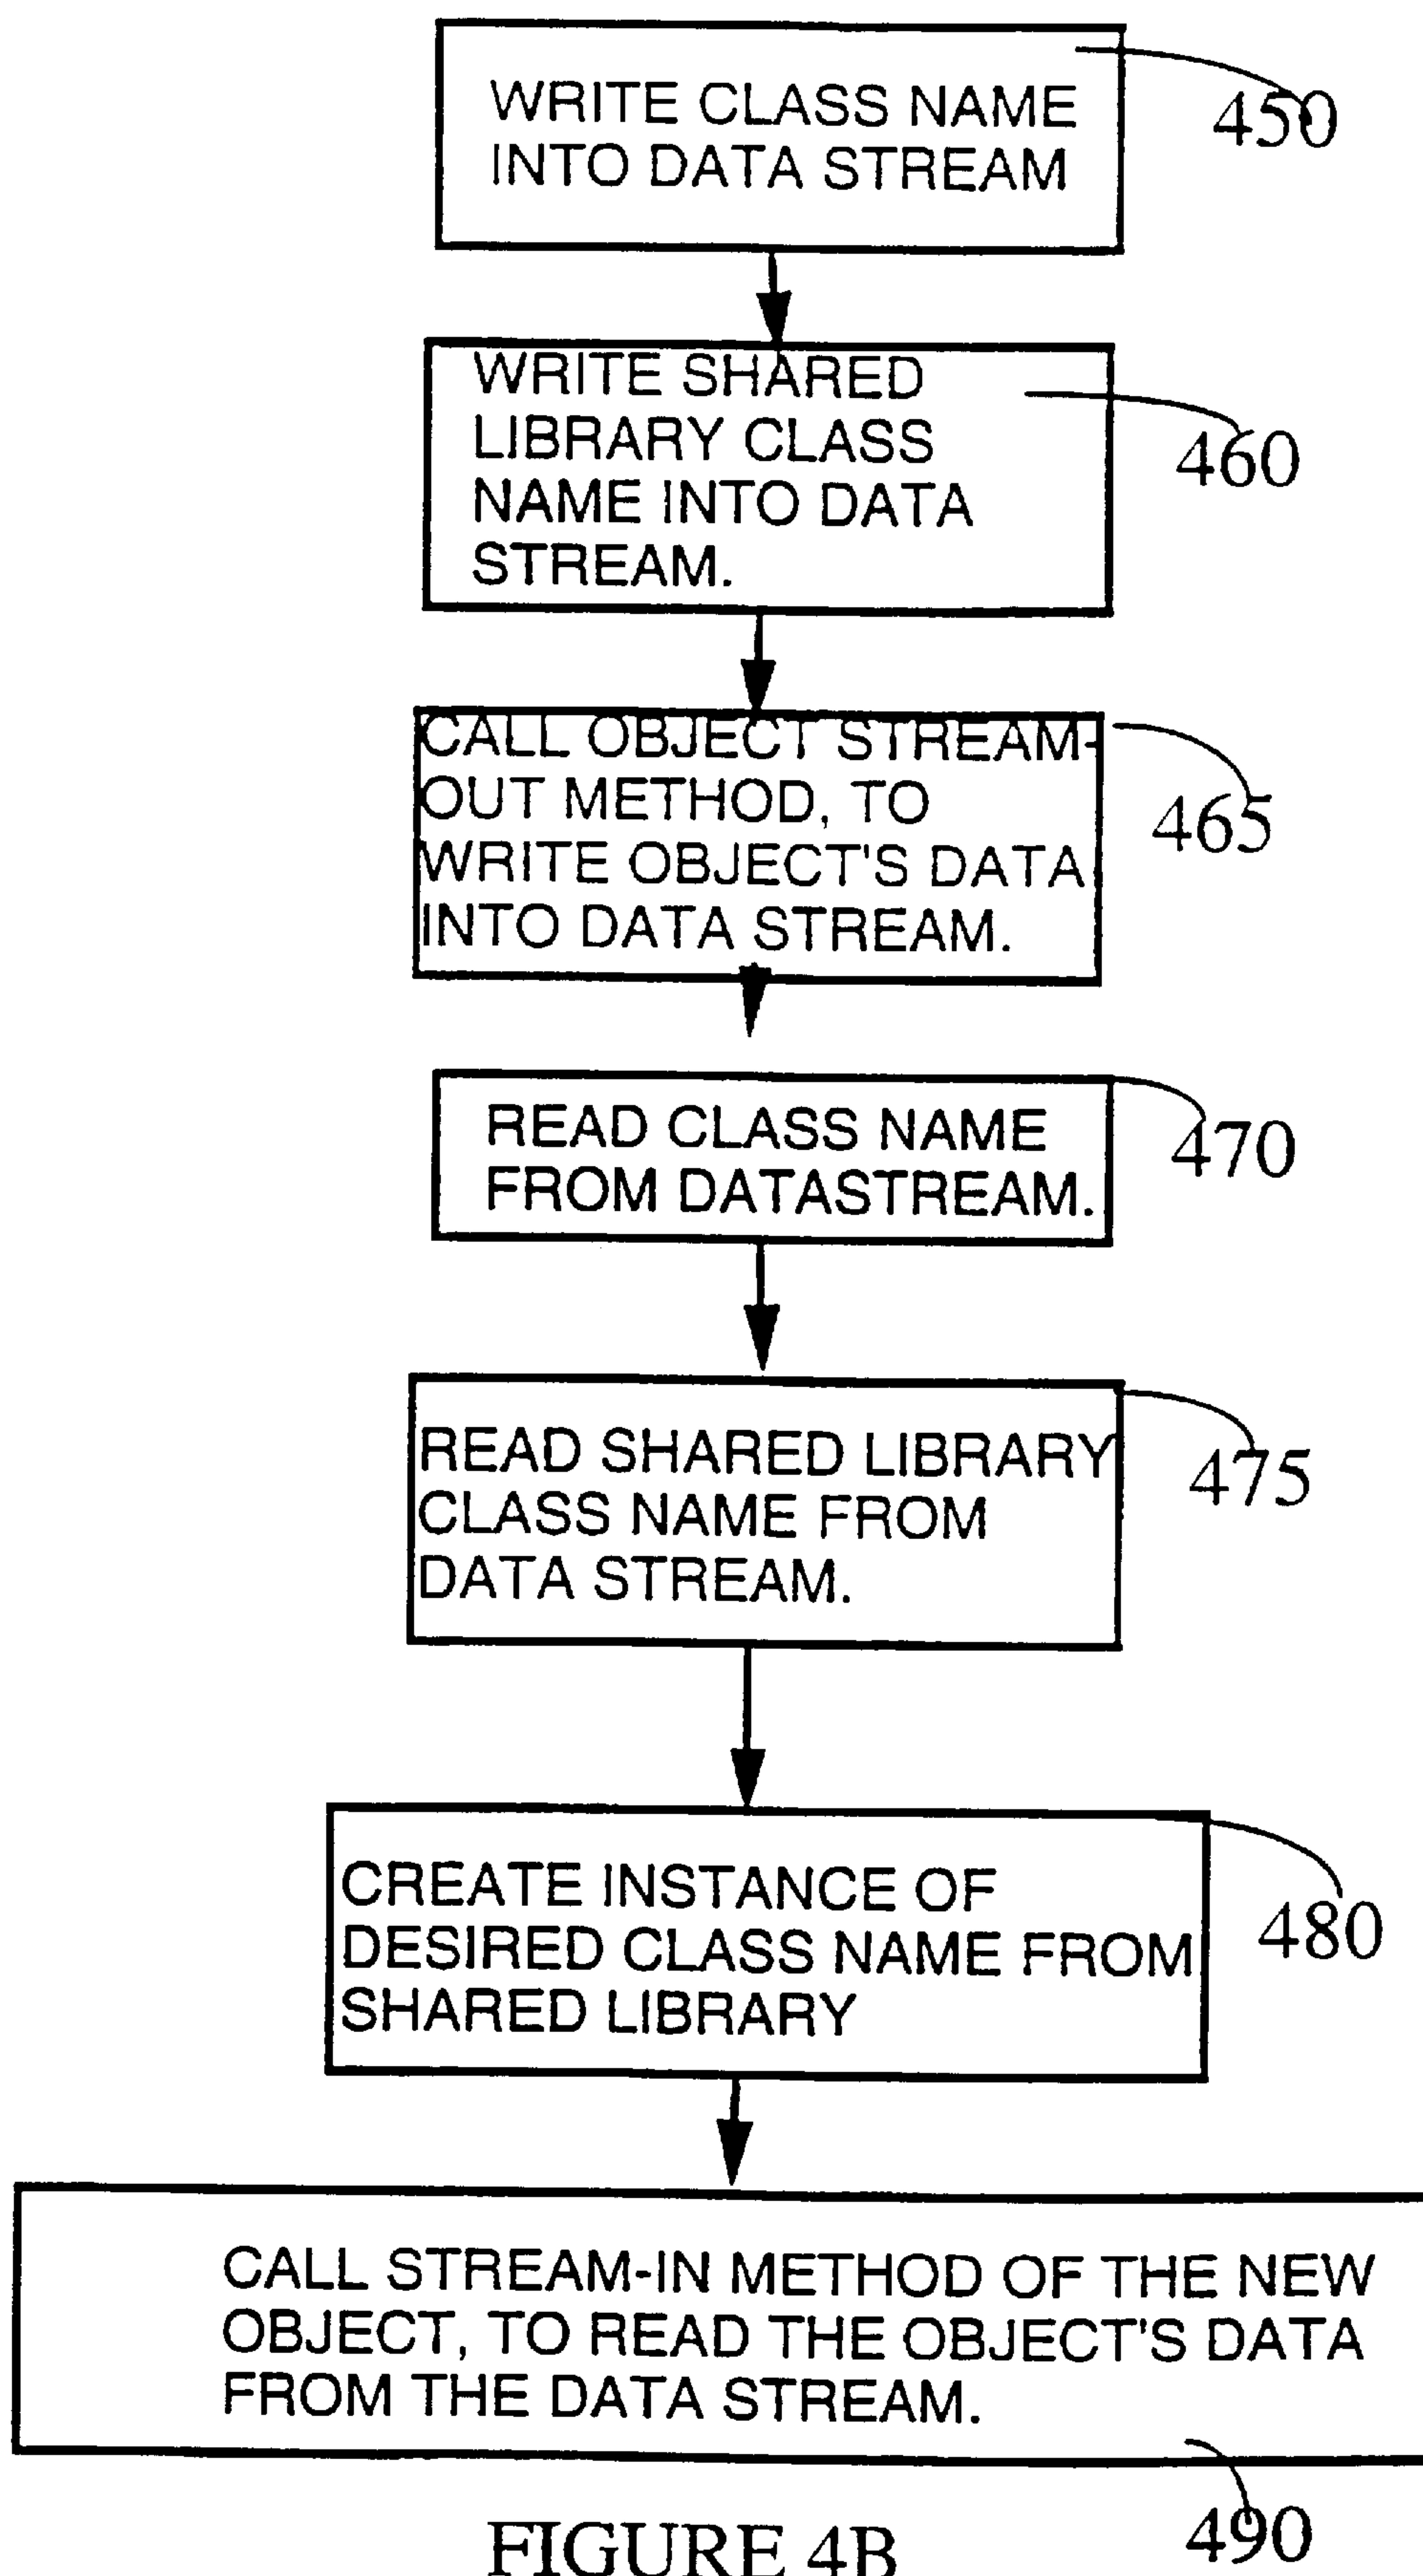 WRITE CLASS NAME
INTO DATA STREAM
450
WRITE SHARED
LIBRARY CLASS
NAME INTO DATA
STREAM.
460
CALL OBJECT STREAM-
OUT METHOD, TO
WRITE OBJECT'S DATA
INTO DATA STREAM.
465
READ CLASS NAME
FROM DATASTREAM.
470
READ SHARED LIBRARY
CLASS NAME FROM
DATA STREAM.
475
CREATE INSTANCE OF
DESIRED CLASS NAME FROM
SHARED LIBRARY
480
CALL STREAM-IN METHOD OF THE NEW
OBJECT, TO READ THE OBJECT'S DATA
FROM THE DATA STREAM.
490
FIGURE 4B